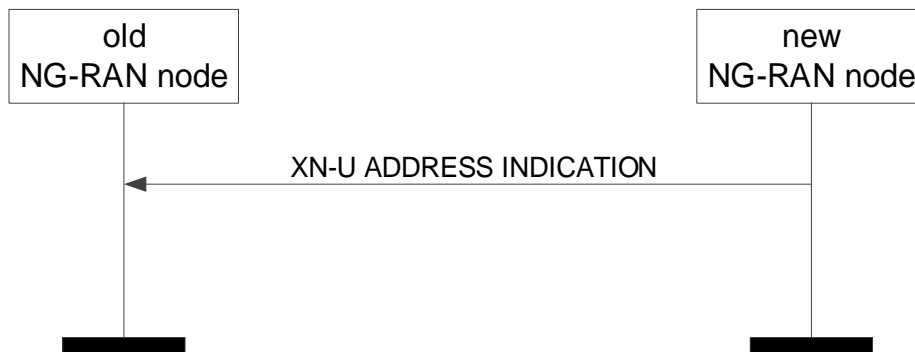 old
NG-RAN node
new
NG-RAN node
XN-U ADDRESS INDICATION